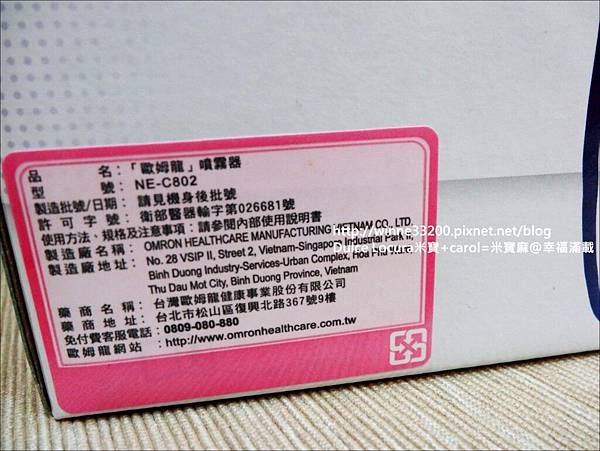 品 名：「歐姆龍」噴霧器
型 號：NE-C802
製造批號/日期：請見機身後批號
許可字號：衛部醫器輸字第026681號
使用方法、規格及注意事項：請參閱內部使用說明書
製造廠名稱：OMRON HEALTHCARE MANUFACTURING VIETNAM CO., LTD.
製造廠地址：No. 28 VSIP II, Street 2, Vietnam-Singapore Industrial Park II,
Binh Duong Industry-Services-Urban Complex, Hoa Phu Ward,
Thu Dau Mot City, Binh Duong Province, Vietnam
藥商名稱：台灣歐姆龍健康事業股份有限公司
藥商地址：台北市松山區復興北路367號9樓
免付費客服電話：0809-080-880
歐姆龍網站：http://www.omronhealthcare.com.tw
http://winne33200.pixnet.net/blog
Dulce Locura米寶+carol=米寶麻@幸福滿載